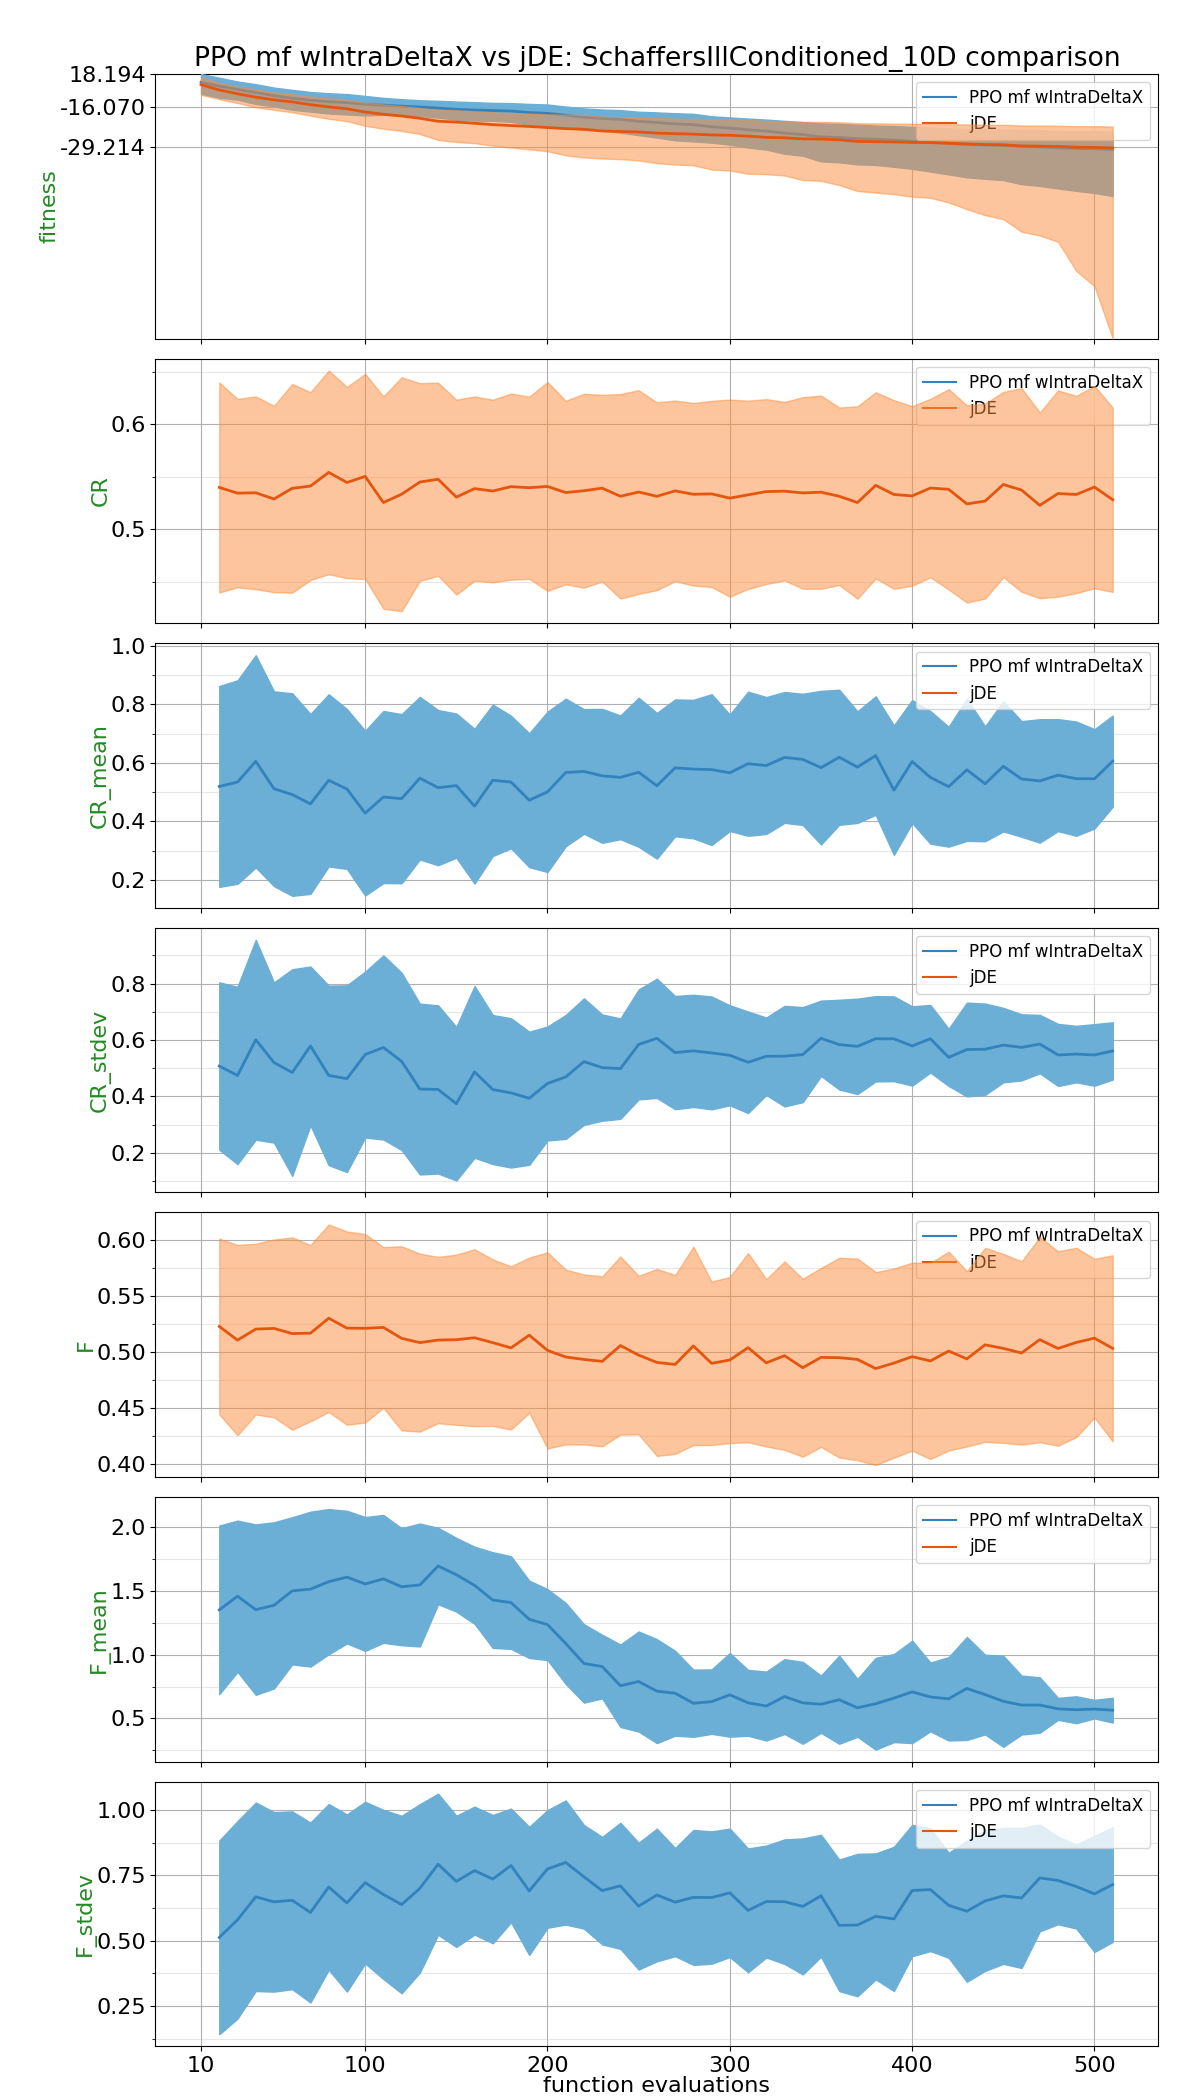 PPO mf wIntraDeltaX vs jDE: SchaffersIllConditioned_10D comparison
18.194
-16.070
-29.214
fitness
PPO mf wIntraDeltaX
jDE
0.6
0.5
CR
PPO mf wIntraDeltaX
jDE
1.0
0.8
0.6
0.4
0.2
CR_mean
PPO mf wIntraDeltaX
jDE
0.8
0.6
0.4
0.2
CR_stdev
PPO mf wIntraDeltaX
jDE
0.60
0.55
0.50
0.45
0.40
F
PPO mf wIntraDeltaX
jDE
2.0
1.5
1.0
0.5
F_mean
PPO mf wIntraDeltaX
jDE
1.00
0.75
0.50
0.25
F_stdev
PPO mf wIntraDeltaX
jDE
10 100 200 300 400 500
function evaluations